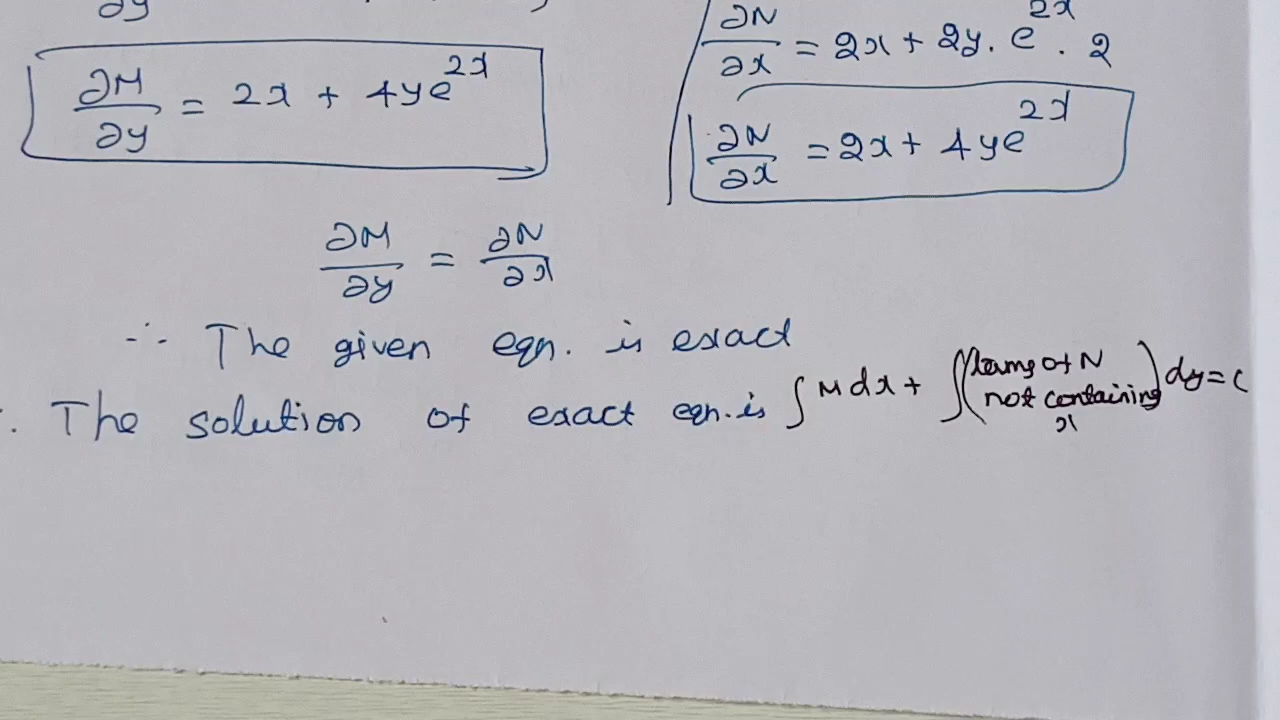 ∂y
∂M/∂y = 2x + 4ye^2x
∂N/∂x = 2x + 2y. e^2x . 2
∂N/∂x = 2x + 4ye^2x
∂M/∂y = ∂N/∂x
∴ The given eqn. is exact
The solution of exact eqn. is ∫Mdx + ∫(terms of N not containing x) dy = c